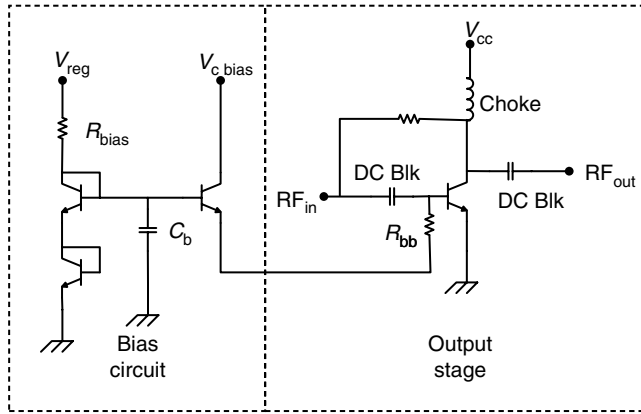 V_reg
V_c bias
V_cc
R_bias
Choke
DC Blk
RF_in
RF_out
DC Blk
C_b
R_bb
Bias
circuit
Output
stage